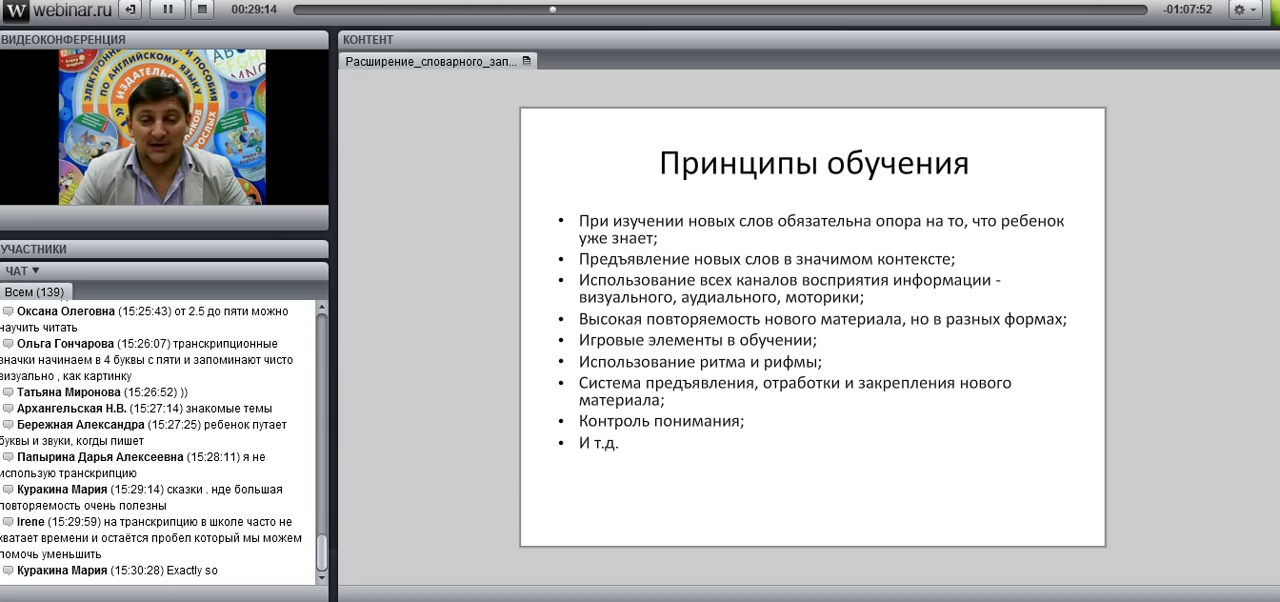 W webinar.ru
00:29:14
-01:07:52
ВИДЕОКОНФЕРЕНЦИЯ
ЭЛЕКТРОННЫЕ
ПОСОБИЯ
ПО АНГЛИЙСКОМУ ЯЗЫКУ
УЧАСТНИКИ
ЧАТ ▼
Всем (139)
Оксана Олеговна (15:25:43) от 2.5 до пяти можно
научить читать
Ольга Гончарова (15:26:07) транскрипционные
значки начинаем в 4 буквы с пяти и запоминают чисто
визуально , как картинку
Татьяна Миронова (15:26:52) ))
Архангельская Н.В. (15:27:14) знакомые темы
Бережная Александра (15:27:25) ребенок путает
буквы и звуки, когды пишет
Папырина Дарья Алексеевна (15:28:11) я не
использую транскрипцию
Куракина Мария (15:29:14) сказки . нде большая
повторяемость очень полезны
Irene (15:29:59) на транскрипцию в школе часто не
хватает времени и остаётся пробел который мы можем
помочь уменьшить
Куракина Мария (15:30:28) Exactly so
КОНТЕНТ
Расширение_словарного_зап...
Принципы обучения
• При изучении новых слов обязательна опора на то, что ребенок
уже знает;
• Предъявление новых слов в значимом контексте;
• Использование всех каналов восприятия информации -
визуального, аудиального, моторики;
• Высокая повторяемость нового материала, но в разных формах;
• Игровые элементы в обучении;
• Использование ритма и рифмы;
• Система предъявления, отработки и закрепления нового
материала;
• Контроль понимания;
• И т.д.